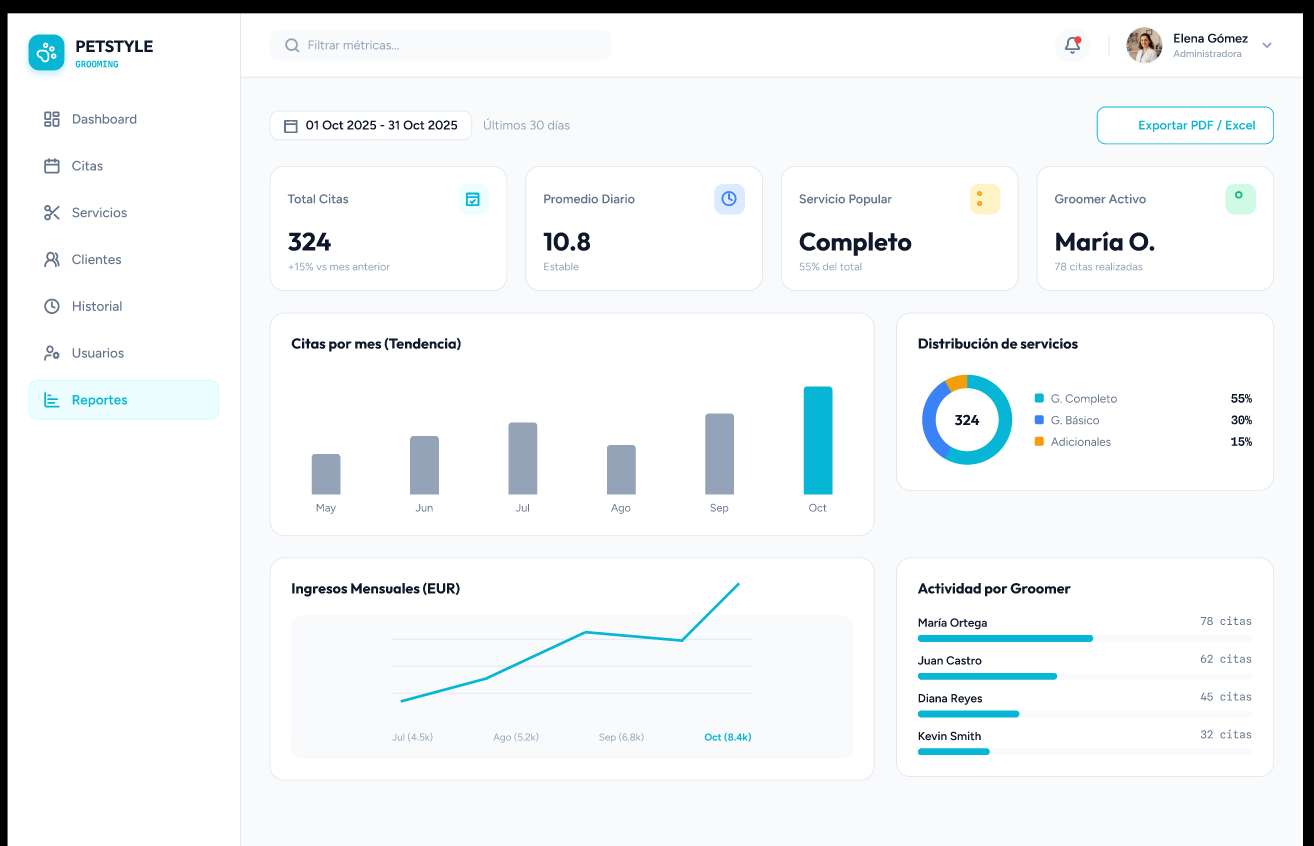 PETSTYLE
GROOMING
Dashboard
Citas
Servicios
Clientes
Historial
Usuarios
Reportes
Filtrar métricas...
Elena Gómez
Administradora
01 Oct 2025 - 31 Oct 2025
Últimos 30 días
Exportar PDF / Excel
Total Citas
324
+15% vs mes anterior
Promedio Diario
10.8
Estable
Servicio Popular
Completo
55% del total
Groomer Activo
María O.
78 citas realizadas
Citas por mes (Tendencia)
May Jun Jul Ago Sep Oct
Distribución de servicios
324
G. Completo 55%
G. Básico 30%
Adicionales 15%
Ingresos Mensuales (EUR)
Jul (4.5k) Ago (5.2k) Sep (6.8k) Oct (8.4k)
Actividad por Groomer
María Ortega 78 citas
Juan Castro 62 citas
Diana Reyes 45 citas
Kevin Smith 32 citas